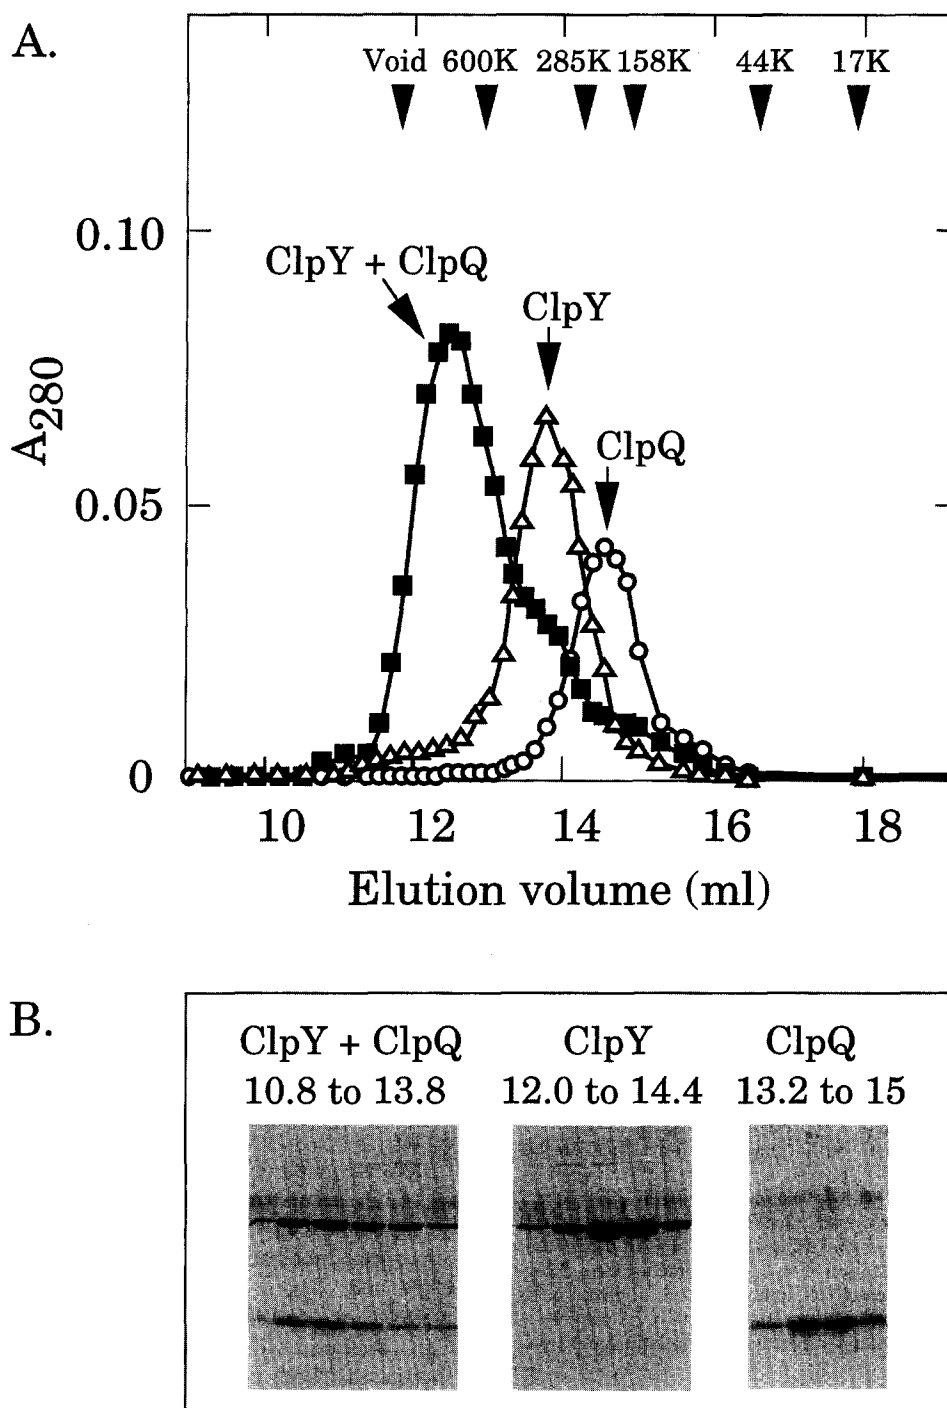 A.
Void 600K 285K 158K 44K 17K
0.10
ClpY + ClpQ
ClpY
A280
ClpQ
0.05
0
10 12 14 16 18
Elution volume (ml)
B.
ClpY + ClpQ ClpY ClpQ
10.8 to 13.8 12.0 to 14.4 13.2 to 15